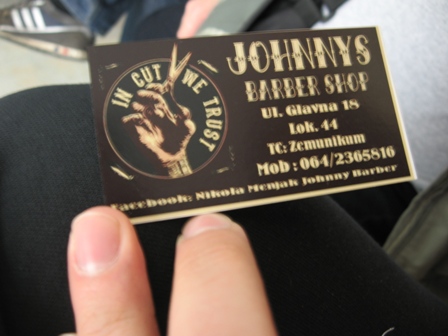 IN CUT WE TRUST
JOHNNYS
BARBER SHOP
Ul. Glavna 18
Lok. 44
TC: Zemunikum
Mob : 064/2365816
Facebook: Nikola Menjak Johnny Barber